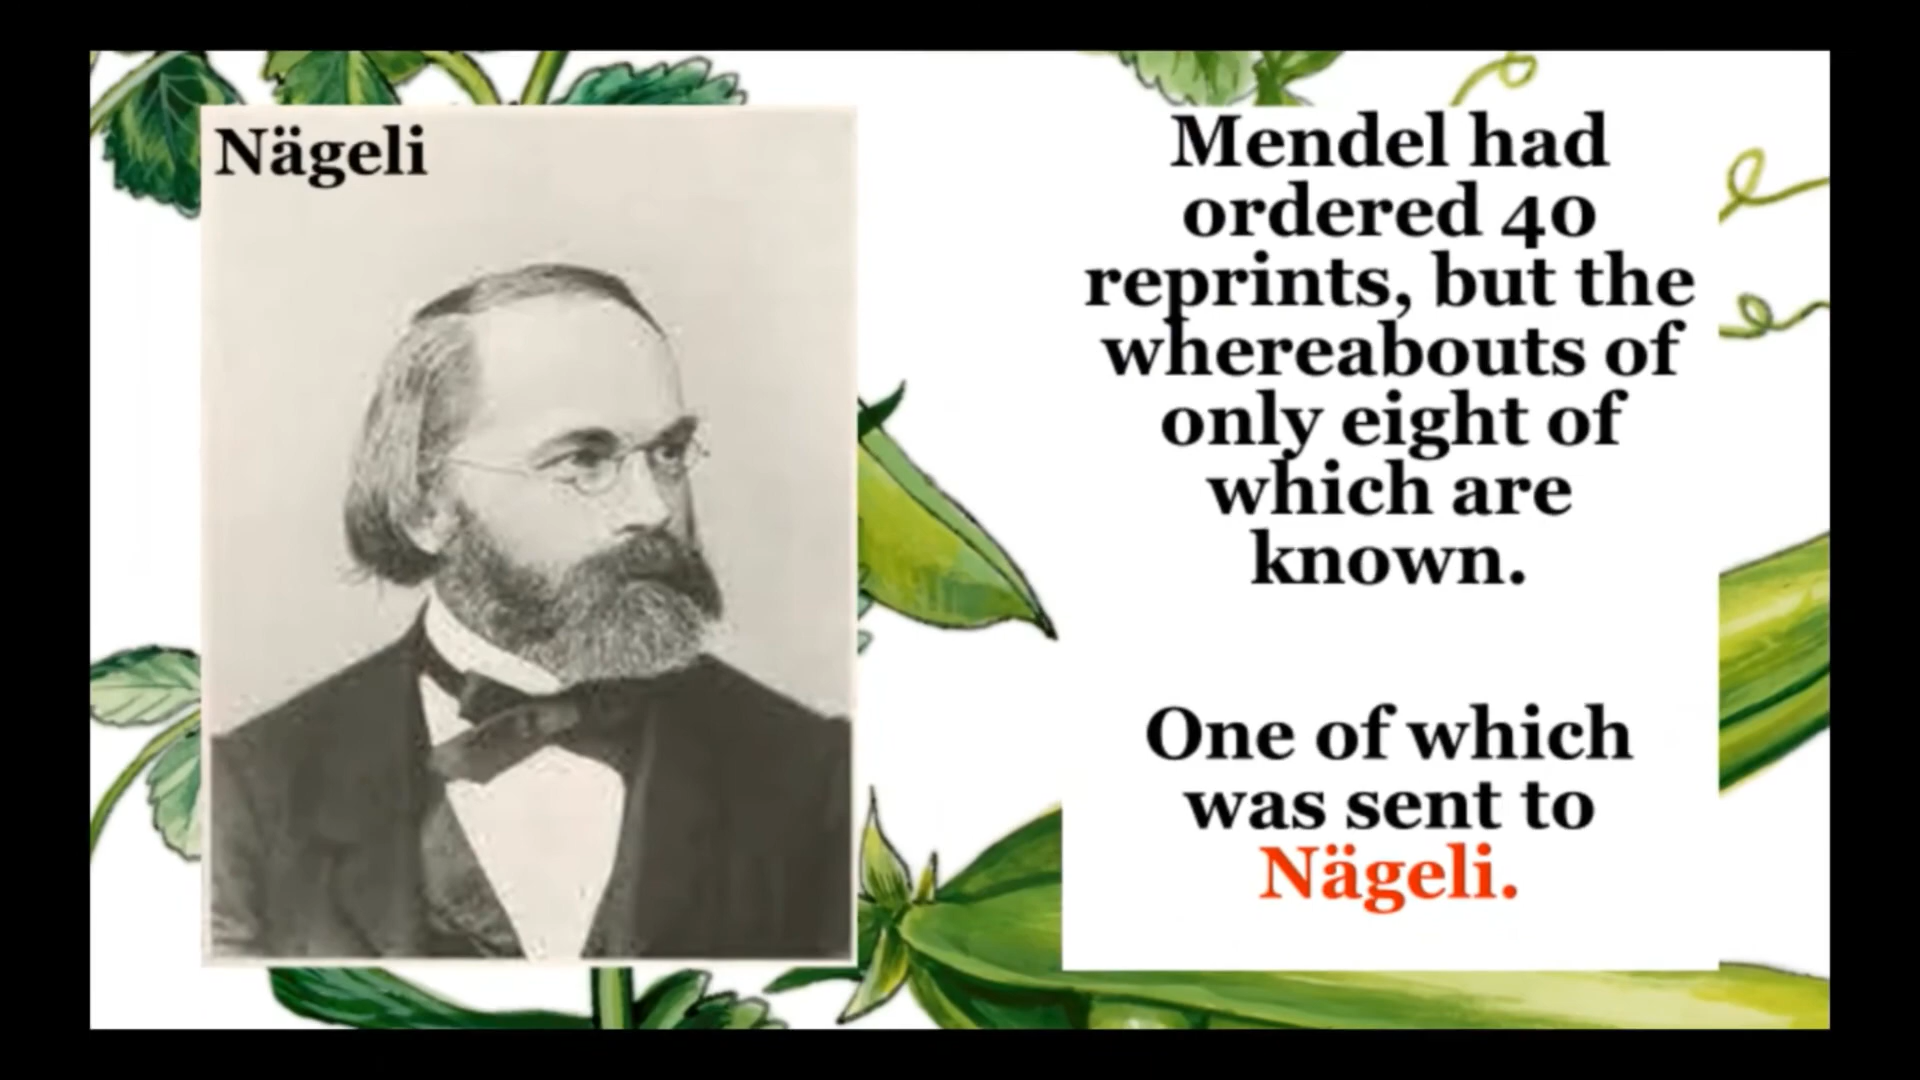 Nägeli
Mendel had
ordered 40
reprints, but the
whereabouts of
only eight of
which are
known.
One of which
was sent to
Nägeli.